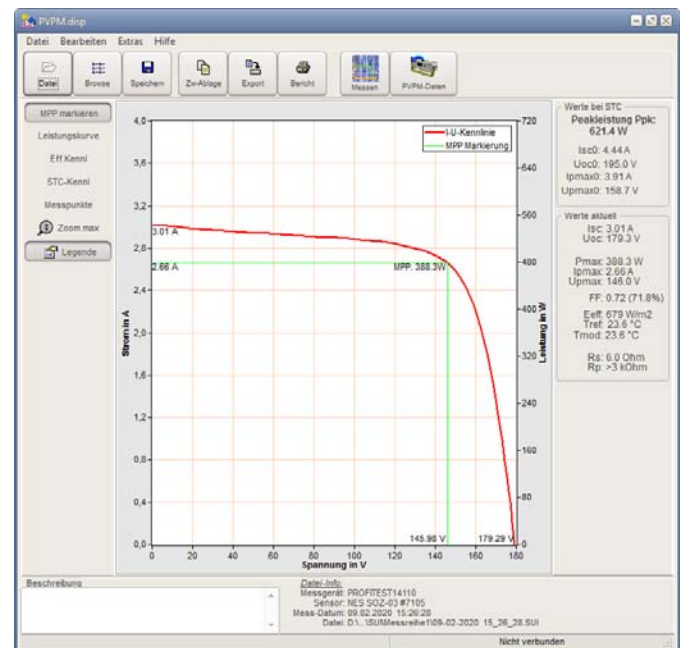 PVPM.dnp
Datei Bearbeiten Extras Hilfe
Datei Browse Speichern Zw-Ablage Export Bericht Messen PVPM-Daten
MPP markieren
Leistungskurve
Eff.Kennl
STC-Kennl
Messpunkte
Zoom max
Legende
I-U-Kennlinie
MPP Markierung
4,0
3,6
3,2
2,8
2,4
2,0
1,6
1,2
0,8
0,4
0,0
Strom in A
3.01 A
2.66 A
MPP: 388.3W
145.98 V 179.29 V
720
640
560
480
400
320
240
160
80
0
Leistung in W
0 20 40 60 80 100 120 140 160 180
Spannung in V
Werte bei STC
Peakleistung Ppk:
621.4 W
Isc0: 4.44 A
Uoc0: 195.0 V
Ipmax0: 3.91 A
Upmax0: 158.7 V
Werte aktuell
Isc: 3.01 A
Uoc: 179.3 V
Pmax: 388.3 W
Ipmax: 2.66 A
Upmax: 146.0 V
FF: 0.72 (71.8%)
Eeff: 679 W/m2
Tref: 23.6 °C
Tmod: 23.6 °C
Rs: 6.0 Ohm
Rp: >3 kOhm
Beschreibung
Datei-Info:
Messgerät: PROFITEST14110
Sensor: NES SOZ-03 #7105
Mess-Datum: 09.02.2020 15:26:28
Datei: D:\...\SUI\Messreihe1\09-02-2020 15_26_28.SUI
Nicht verbunden